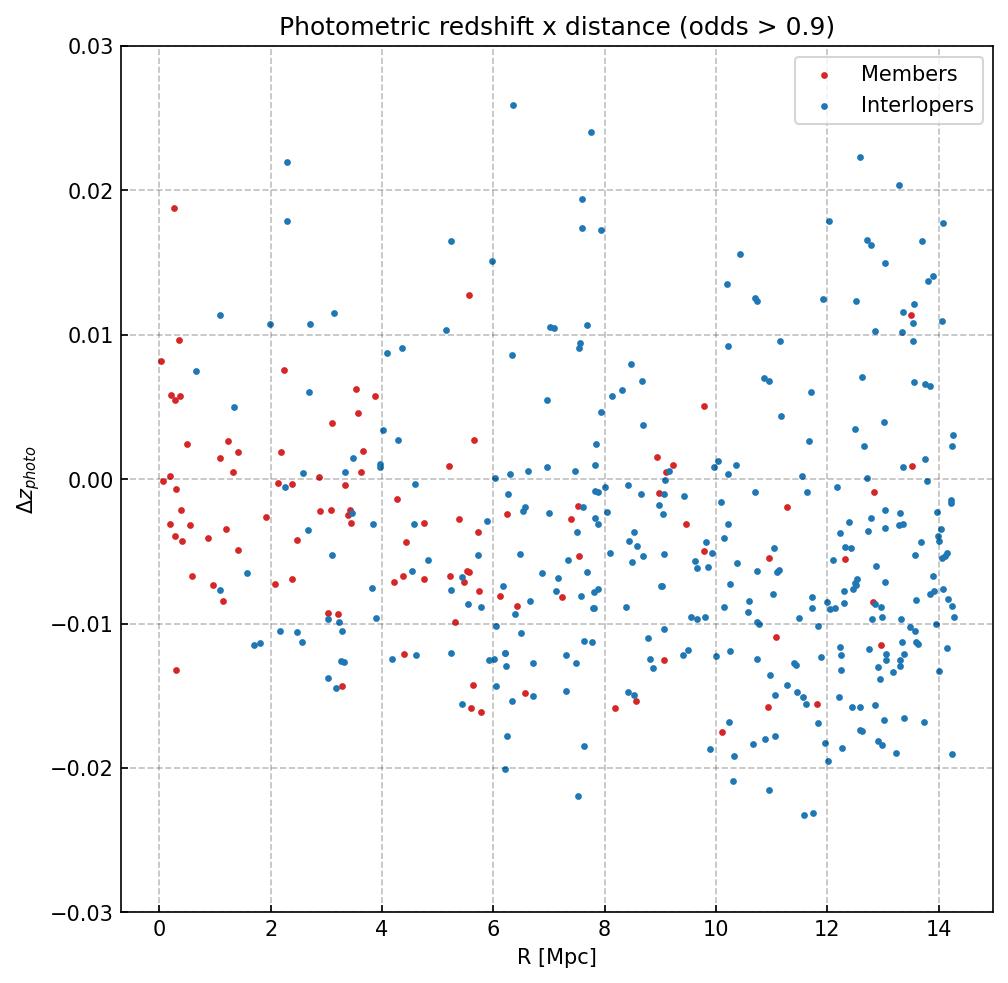 Photometric redshift x distance (odds > 0.9)
Members
Interlopers
0.03
0.02
0.01
0.00
−0.01
−0.02
−0.03
Δz_photo
0 2 4 6 8 10 12 14
R [Mpc]